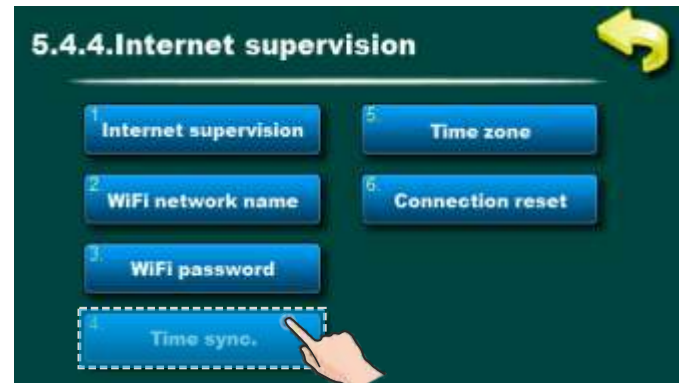 5.4.4.Internet supervision
1. Internet supervision
2. WiFi network name
3. WiFi password
4. Time sync.
5. Time zone
6. Connection reset